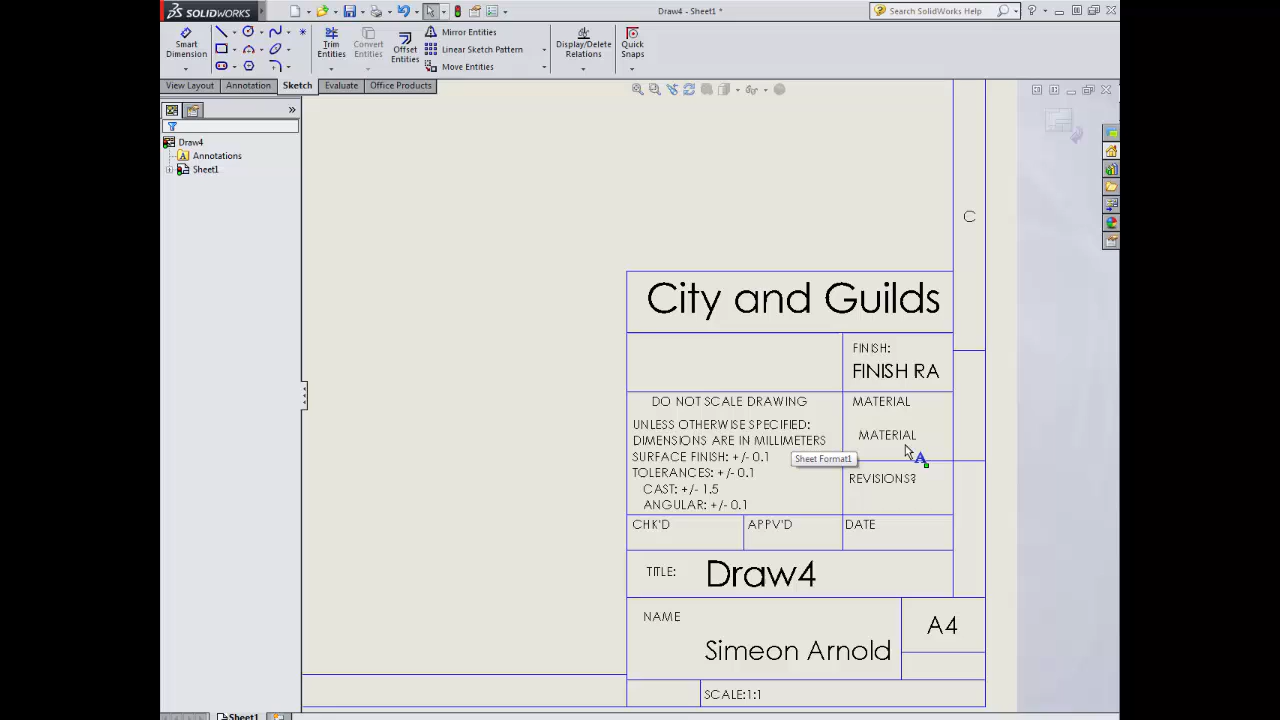 SOLIDWORKS
Draw4 - Sheet1 *
Search SolidWorks Help
Smart Dimension
Trim Entities
Convert Entities
Offset Entities
Mirror Entities
Linear Sketch Pattern
Move Entities
Display/Delete Relations
Quick Snaps
View Layout
Annotation
Sketch
Evaluate
Office Products
Draw4
Annotations
Sheet1
C
City and Guilds
FINISH:
FINISH RA
DO NOT SCALE DRAWING
MATERIAL
UNLESS OTHERWISE SPECIFIED:
DIMENSIONS ARE IN MILLIMETERS
SURFACE FINISH: +/- 0.1
TOLERANCES: +/- 0.1
CAST: +/- 1.5
ANGULAR: +/- 0.1
MATERIAL
Sheet Format1
A
REVISIONS?
CHK'D
APPV'D
DATE
TITLE:
Draw4
NAME
Simeon Arnold
A4
SCALE:1:1
Sheet1